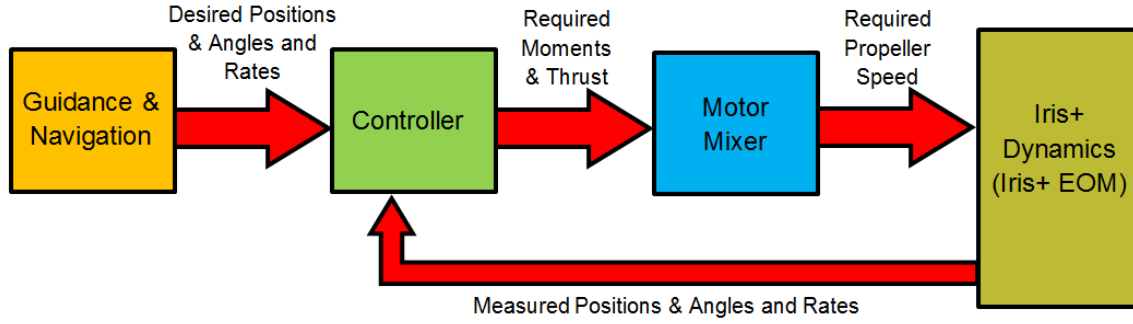 Desired Positions
& Angles and
Rates
Required
Moments
& Thrust
Required
Propeller
Speed
Guidance &
Navigation
Controller
Motor
Mixer
Iris+
Dynamics
(Iris+ EOM)
Measured Positions & Angles and Rates